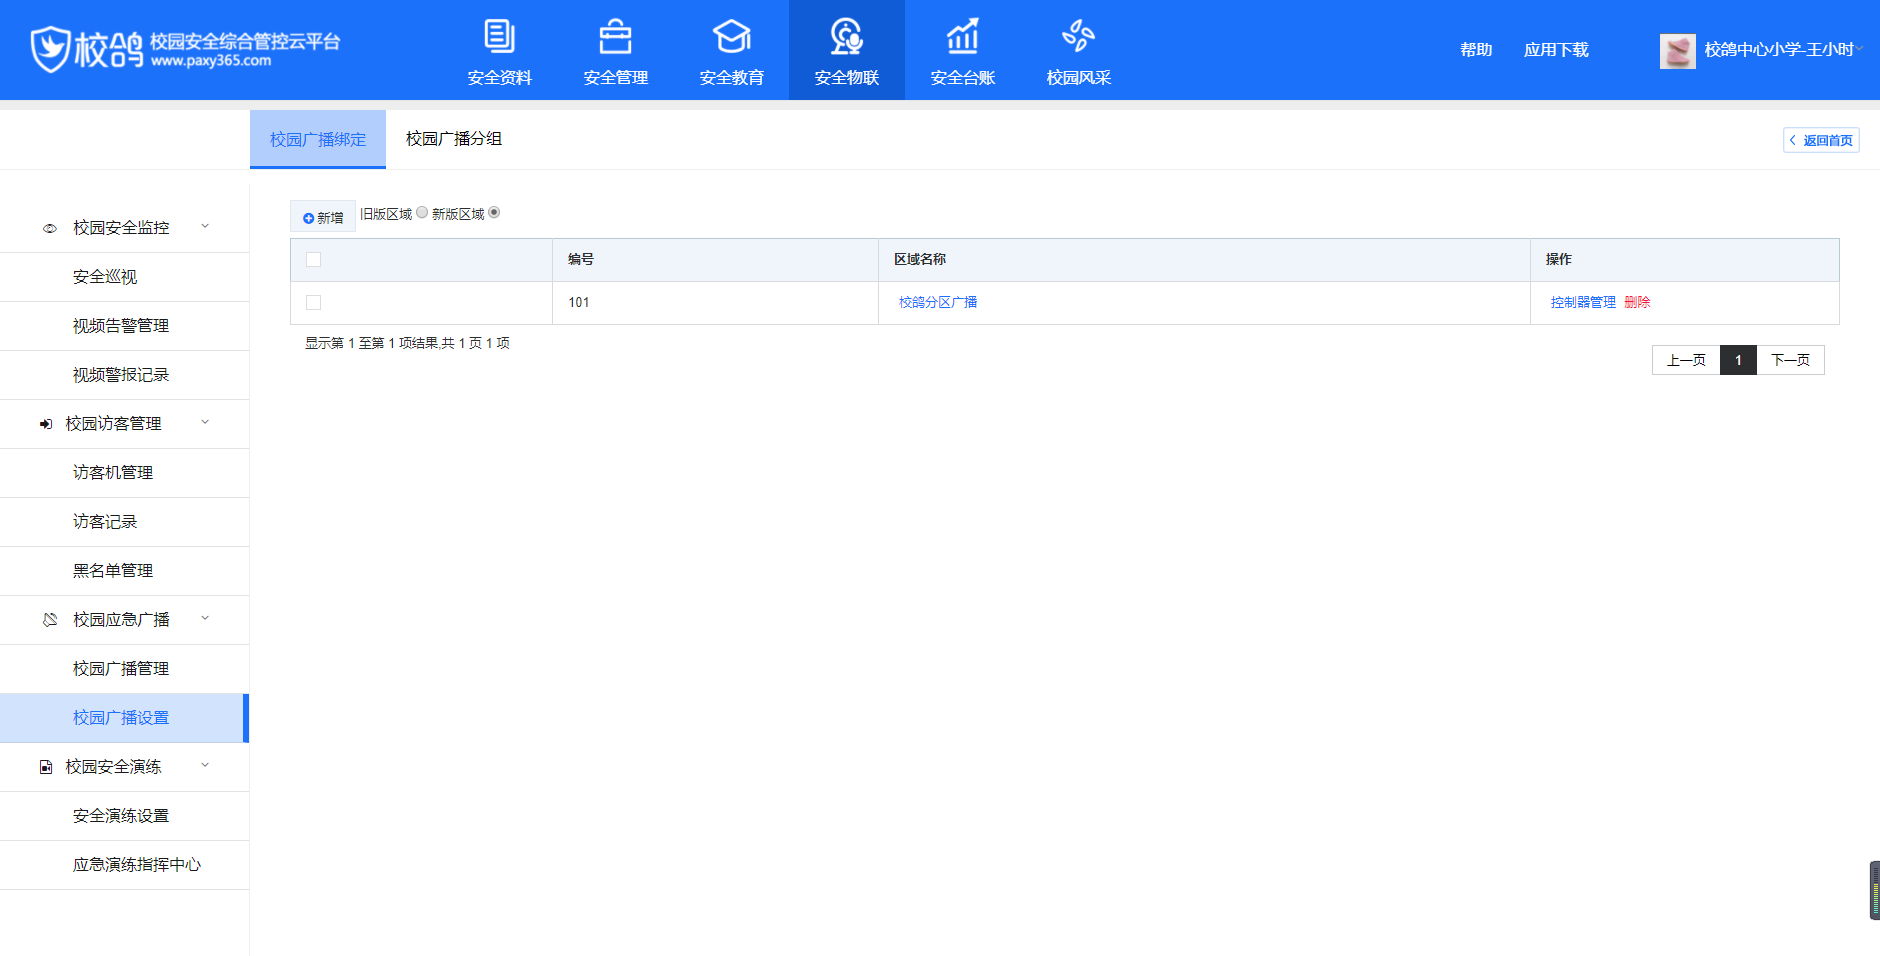 校鸽 校园安全综合管控云平台
www.paxy365.com
安全资料 安全管理 安全教育 安全物联 安全台账 校园风采
帮助 应用下载 校鸽中心小学-王小时
校园广播绑定 校园广播分组
返回首页
校园安全监控
安全巡视
视频告警管理
视频警报记录
校园访客管理
访客机管理
访客记录
黑名单管理
校园应急广播
校园广播管理
校园广播设置
校园安全演练
安全演练设置
应急演练指挥中心
新增 旧版区域 新版区域
编号 区域名称 操作
101 校鸽分区广播 控制器管理 删除
显示第 1 至第 1 项结果,共 1 页 1 项
上一页 1 下一页